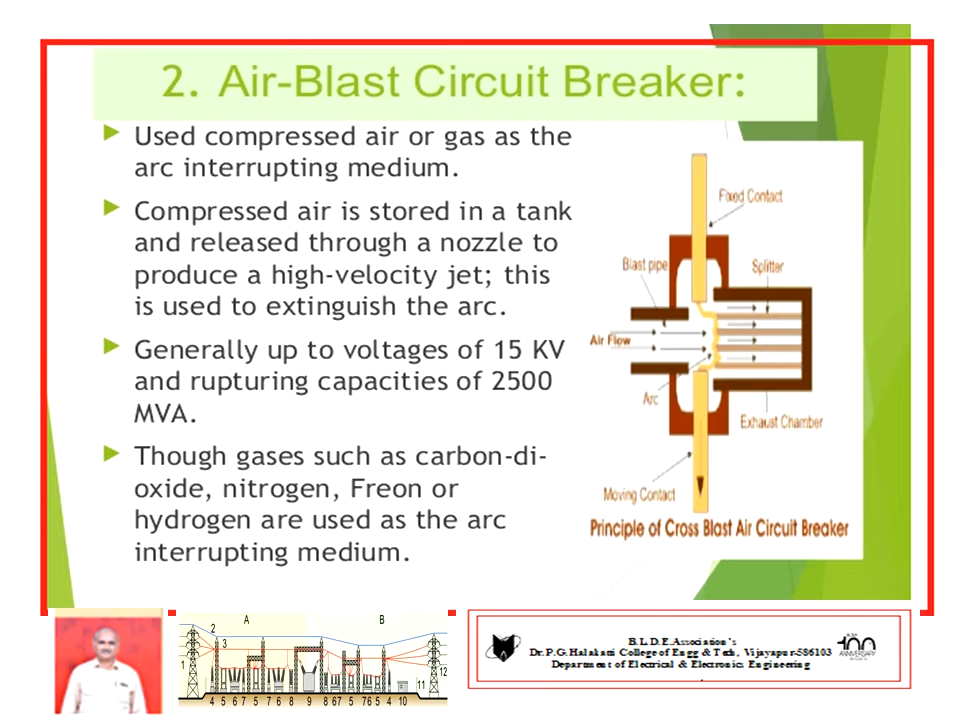 2. Air-Blast Circuit Breaker:
Used compressed air or gas as the
arc interrupting medium.
Compressed air is stored in a tank
and released through a nozzle to
produce a high-velocity jet; this
is used to extinguish the arc.
Generally up to voltages of 15 KV
and rupturing capacities of 2500
MVA.
Though gases such as carbon-di-
oxide, nitrogen, Freon or
hydrogen are used as the arc
interrupting medium.
Fixed Contact
Blast pipe
Splitter
Air Flow
Arc
Exhaust Chamber
Moving Contact
Principle of Cross Blast Air Circuit Breaker
A
B
2
3
1
12
11
4 5 6 7 5 7 6 8 9 8 67 5 76 5 4 10
B.L.D.E.Association's
Dr.P.G.Halakatti College of Engg & Tech, Vijayapur-586103
Department of Electrical & Electronics Engineering
100
ANNIVERSARY